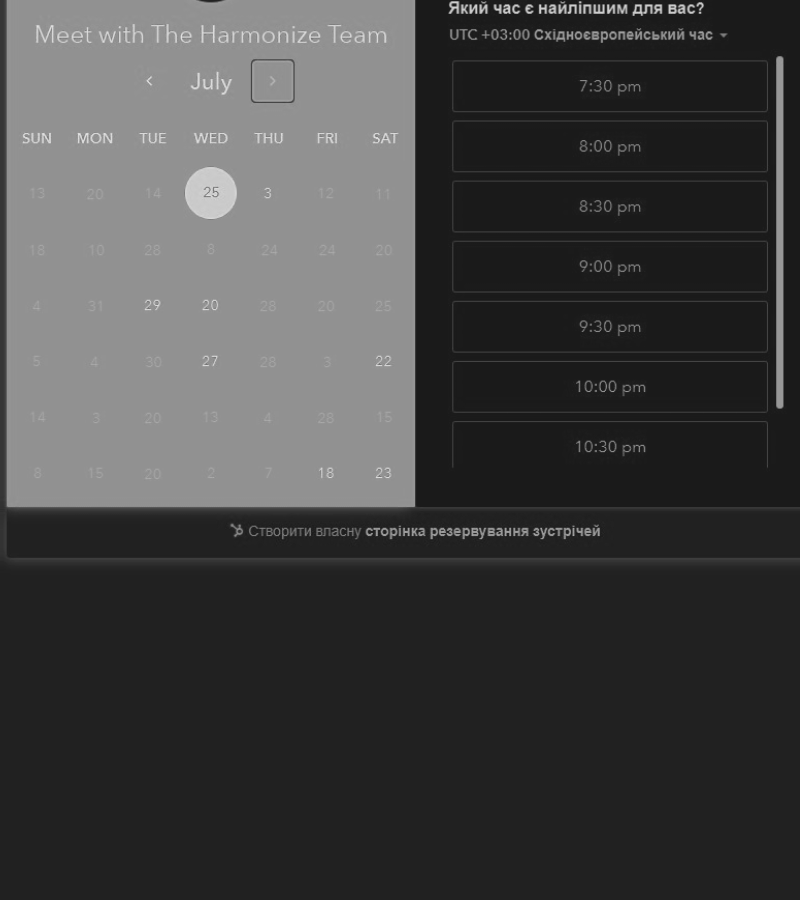 Meet with The Harmonize Team
July
SUN MON TUE WED THU FRI SAT
13 20 14 25 3 12 11
18 10 28 8 24 24 20
4 31 29 20 28 20 25
5 4 30 27 28 3 22
14 3 20 13 4 28 15
8 15 20 2 7 18 23
Який час є найліпшим для вас?
UTC +03:00 Східноєвропейський час
7:30 pm
8:00 pm
8:30 pm
9:00 pm
9:30 pm
10:00 pm
10:30 pm
Створити власну сторінка резервування зустрічей